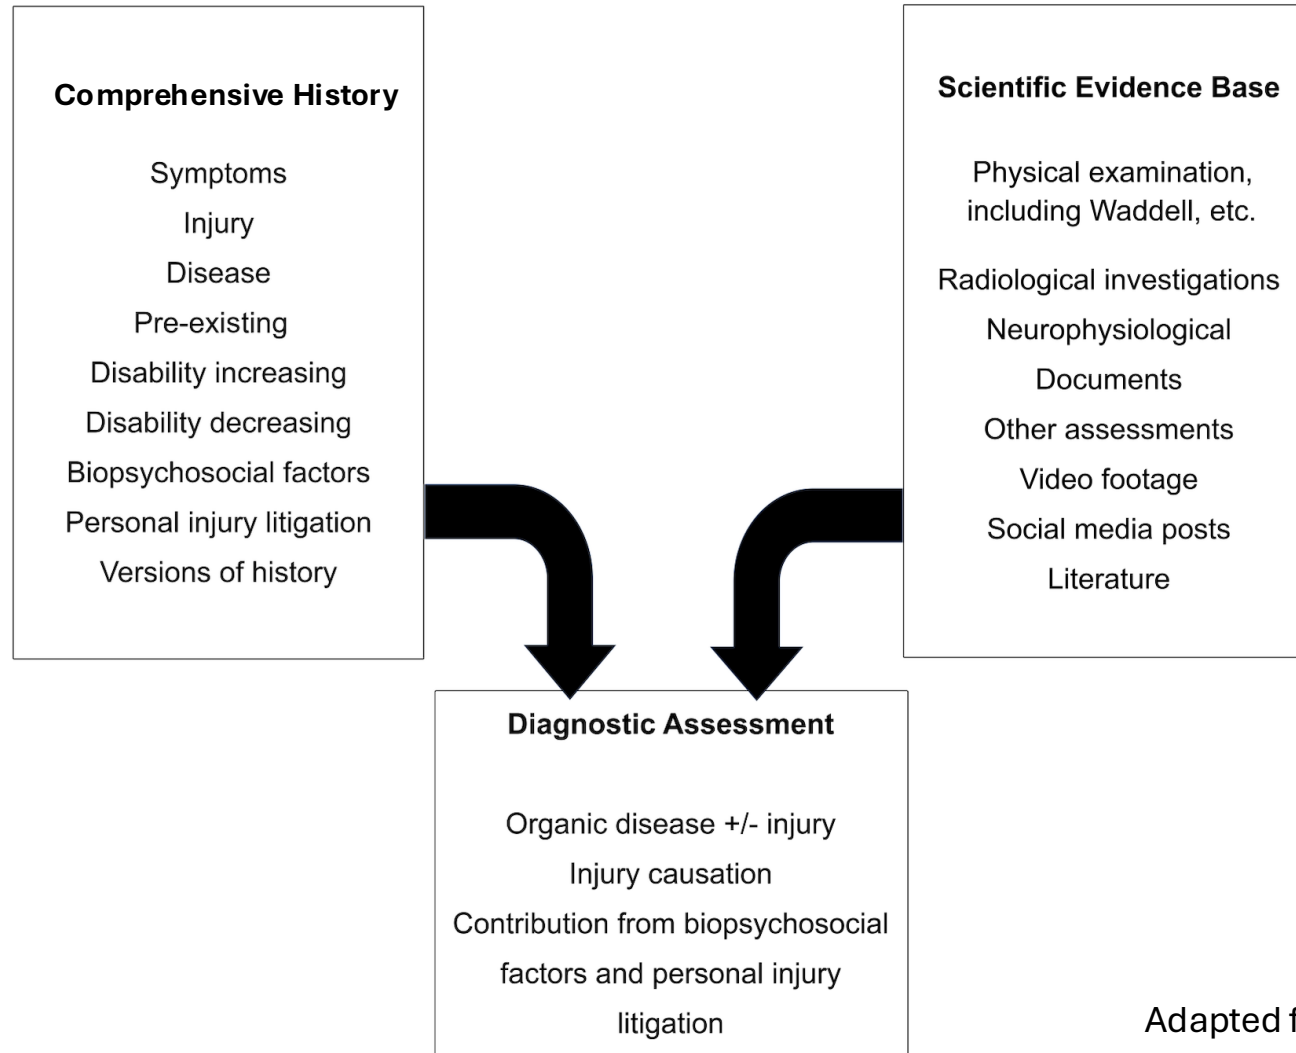 Comprehensive History
Symptoms
Injury
Disease
Pre-existing
Disability increasing
Disability decreasing
Biopsychosocial factors
Personal injury litigation
Versions of history
Scientific Evidence Base
Physical examination,
including Waddell, etc.
Radiological investigations
Neurophysiological
Documents
Other assessments
Video footage
Social media posts
Literature
Diagnostic Assessment
Organic disease +/- injury
Injury causation
Contribution from biopsychosocial
factors and personal injury
litigation
Adapted f